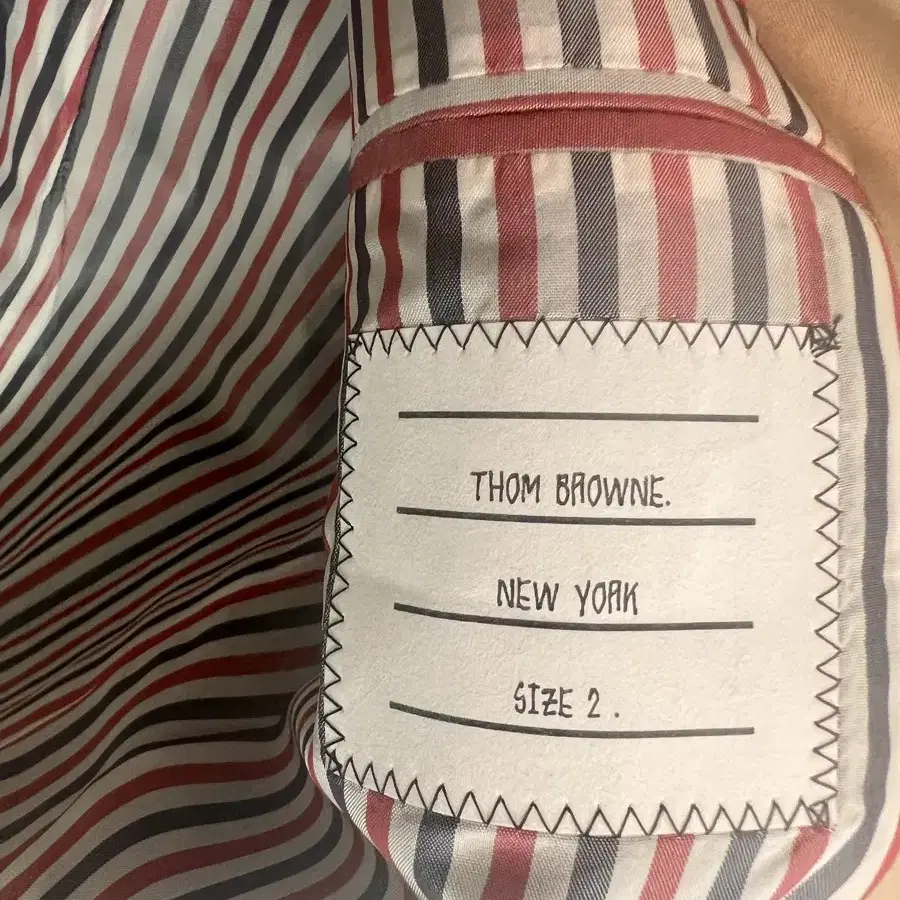 THOM BROWNE.
NEW YORK
SIZE 2.